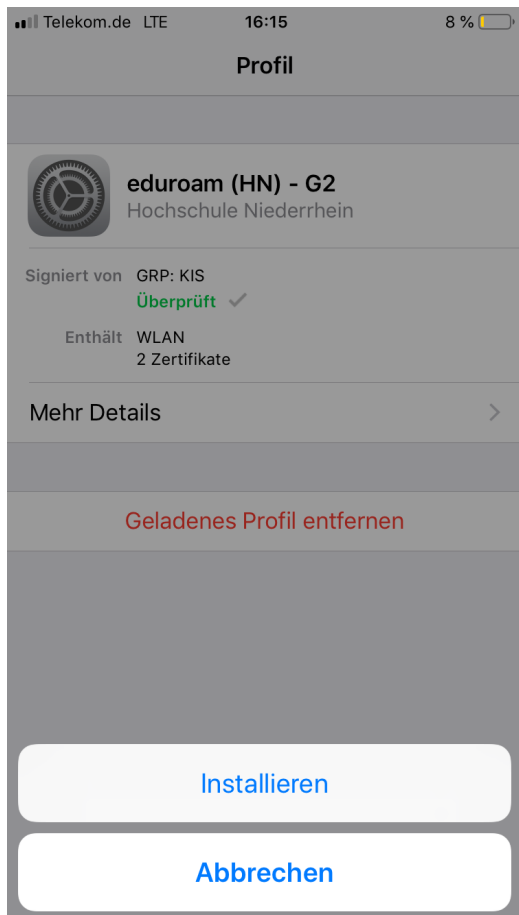 Telekom.de LTE 16:15 8 %
Profil
eduroam (HN) - G2
Hochschule Niederrhein
Signiert von GRP: KIS
Überprüft
Enthält WLAN
2 Zertifikate
Mehr Details
Geladenes Profil entfernen
Installieren
Abbrechen